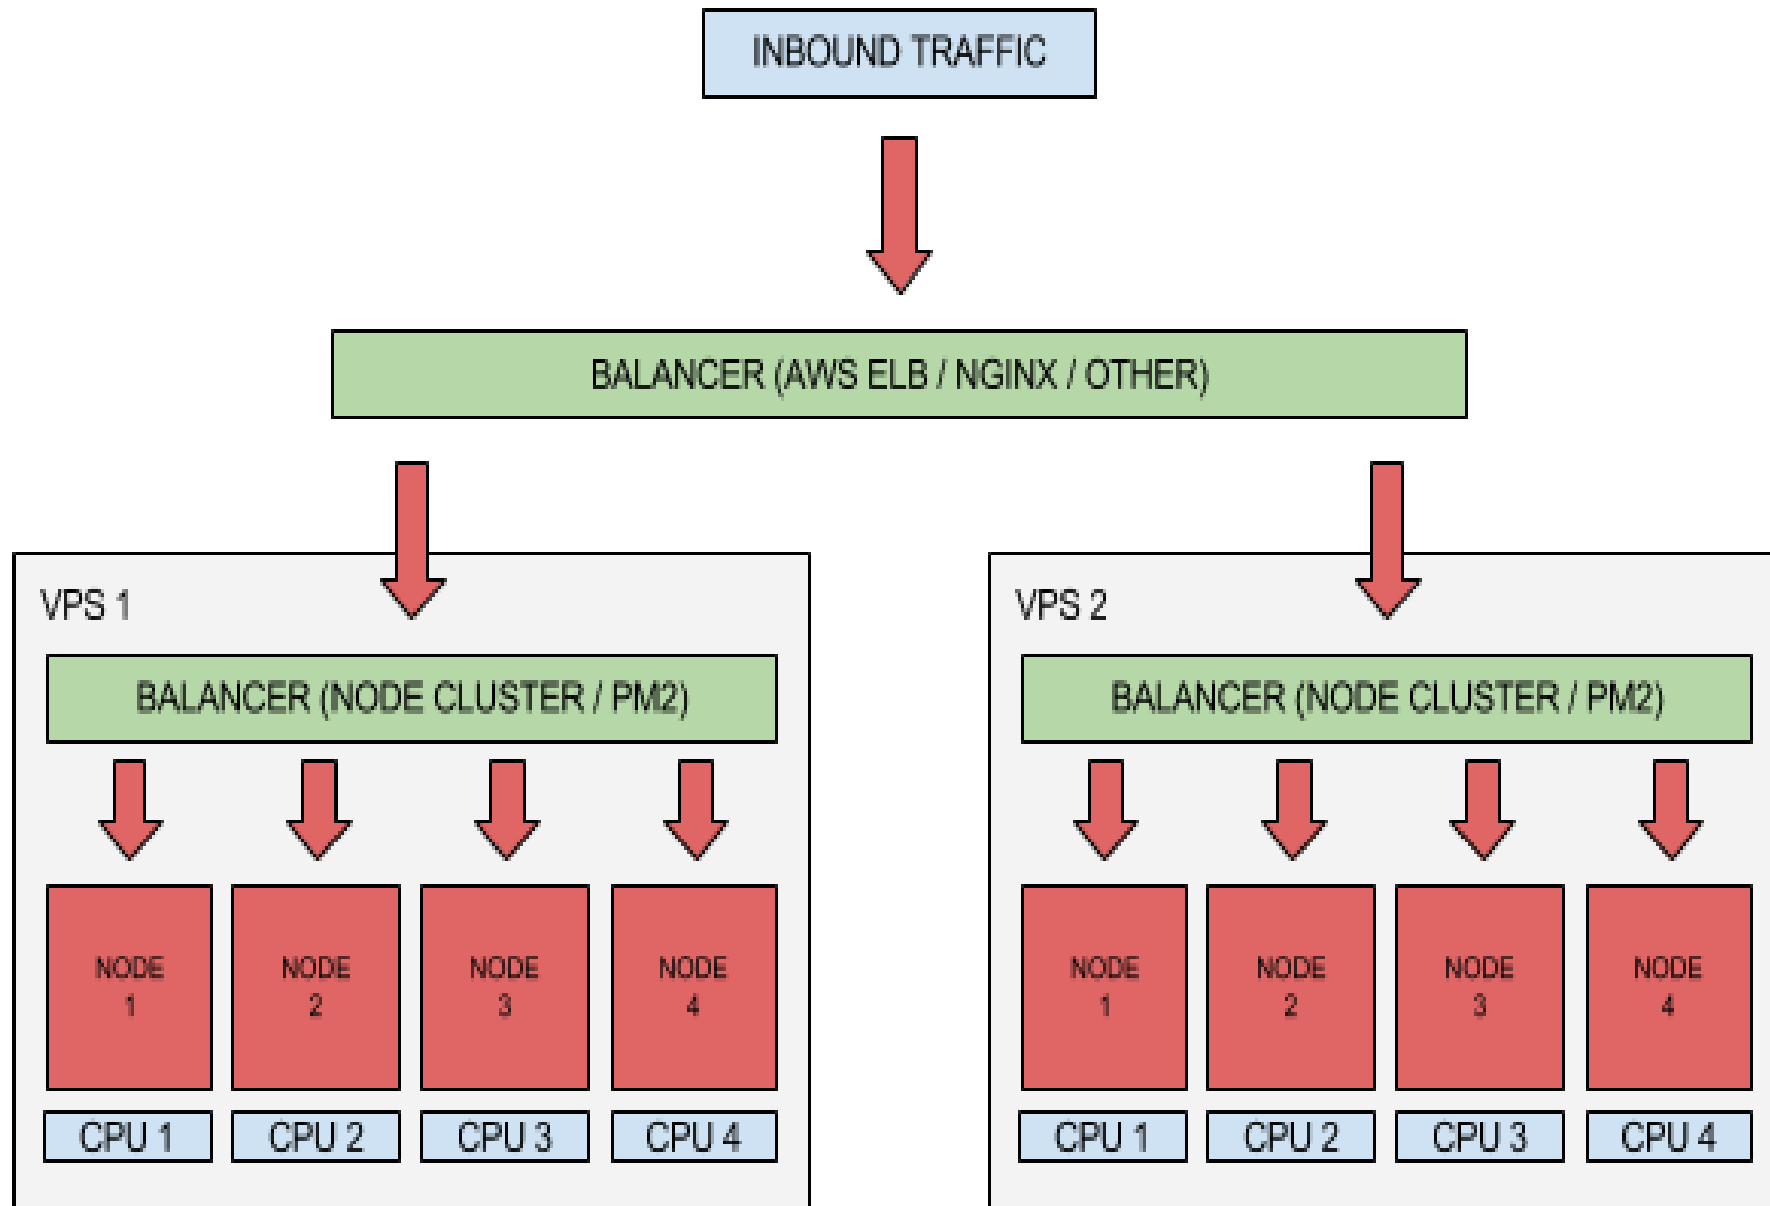 INBOUND TRAFFIC
BALANCER (AWS ELB / NGINX / OTHER)
VPS 1
BALANCER (NODE CLUSTER / PM2)
NODE
1
NODE
2
NODE
3
NODE
4
CPU 1
CPU 2
CPU 3
CPU 4
VPS 2
BALANCER (NODE CLUSTER / PM2)
NODE
1
NODE
2
NODE
3
NODE
4
CPU 1
CPU 2
CPU 3
CPU 4